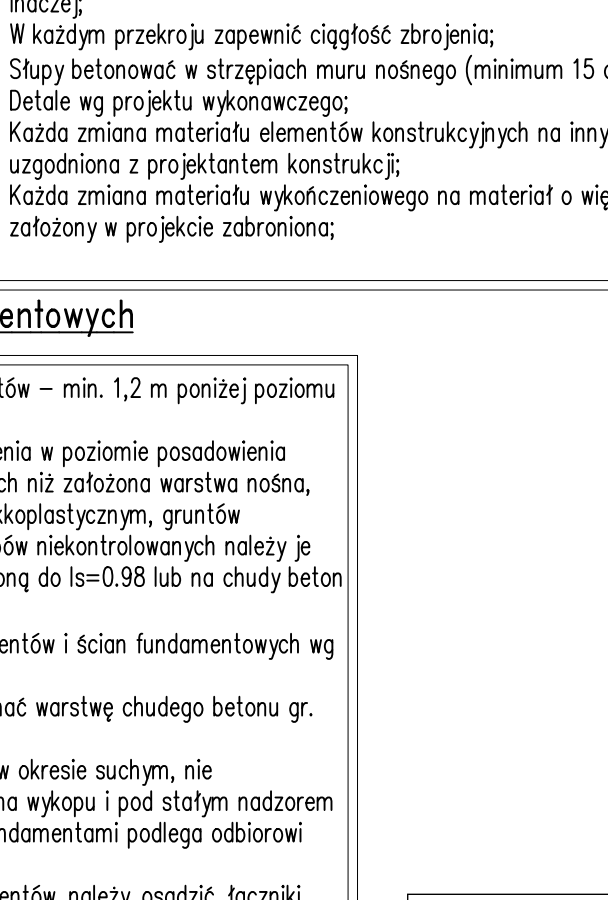 inaczej;
W każdym przekroju zapewnić ciągłość zbrojenia;
Słupy betonować w strzępiach muru nośnego (minimum 15
Detale wg projektu wykonawczego;
Każda zmiana materiału elementów konstrukcyjnych na inny
uzgodniona z projektantem konstrukcji;
Każda zmiana materiału wykończeniowego na materiał o wię
założony w projekcie zabroniona;
entowych
tów – min. 1,2 m poniżej poziomu
enia w poziomie posadowienia
ch niż założona warstwa nośna,
kkoplastycznym, gruntów
ów niekontrolowanych należy je
oną do Is=0.98 lub na chudy beton
entów i ścian fundamentowych wg
nać warstwę chudego betonu gr.
w okresie suchym, nie
na wykopu i pod stałym nadzorem
ndamentami podlega odbiorowi
entów należy osadzić łączniki